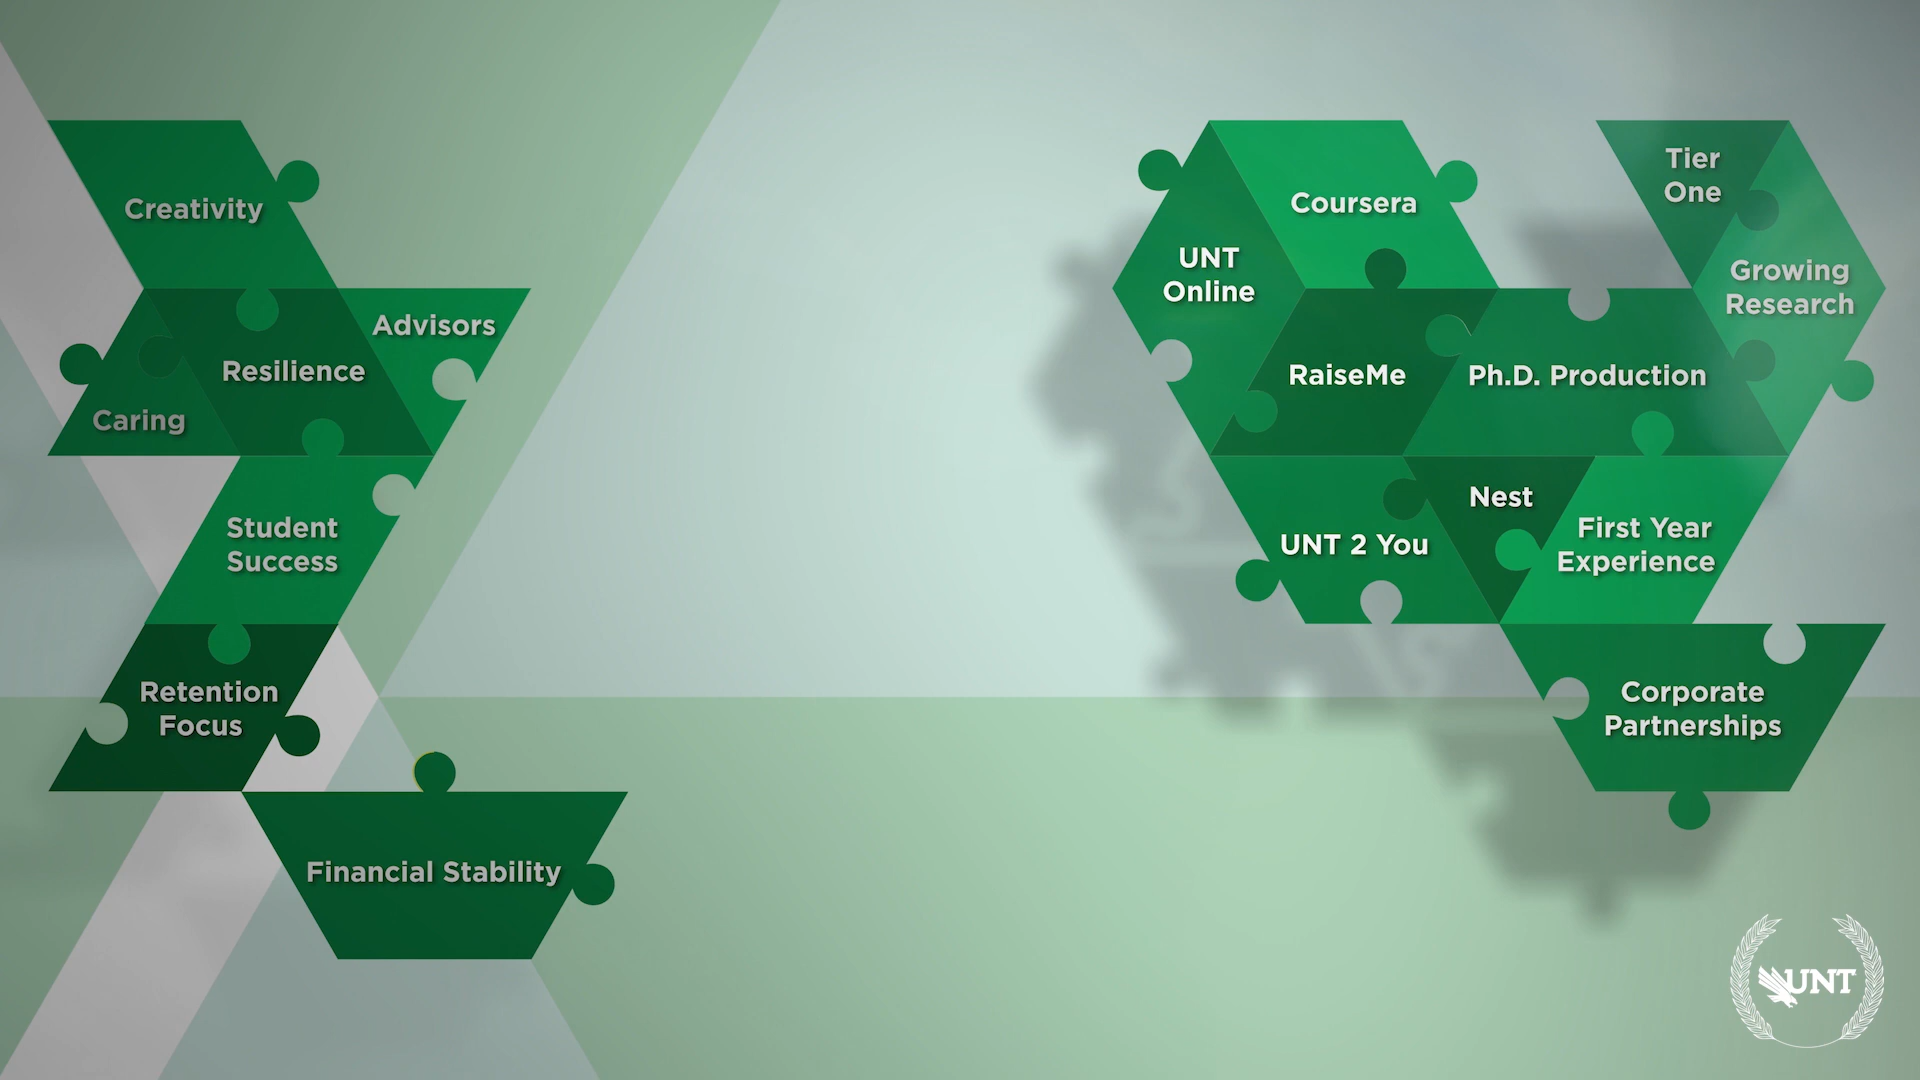 Creativity
Advisors
Resilience
Caring
Student
Success
Retention
Focus
Financial Stability
Coursera
UNT
Online
RaiseMe
Ph.D. Production
Tier
One
Growing
Research
Nest
UNT 2 You
First Year
Experience
Corporate
Partnerships
UNT